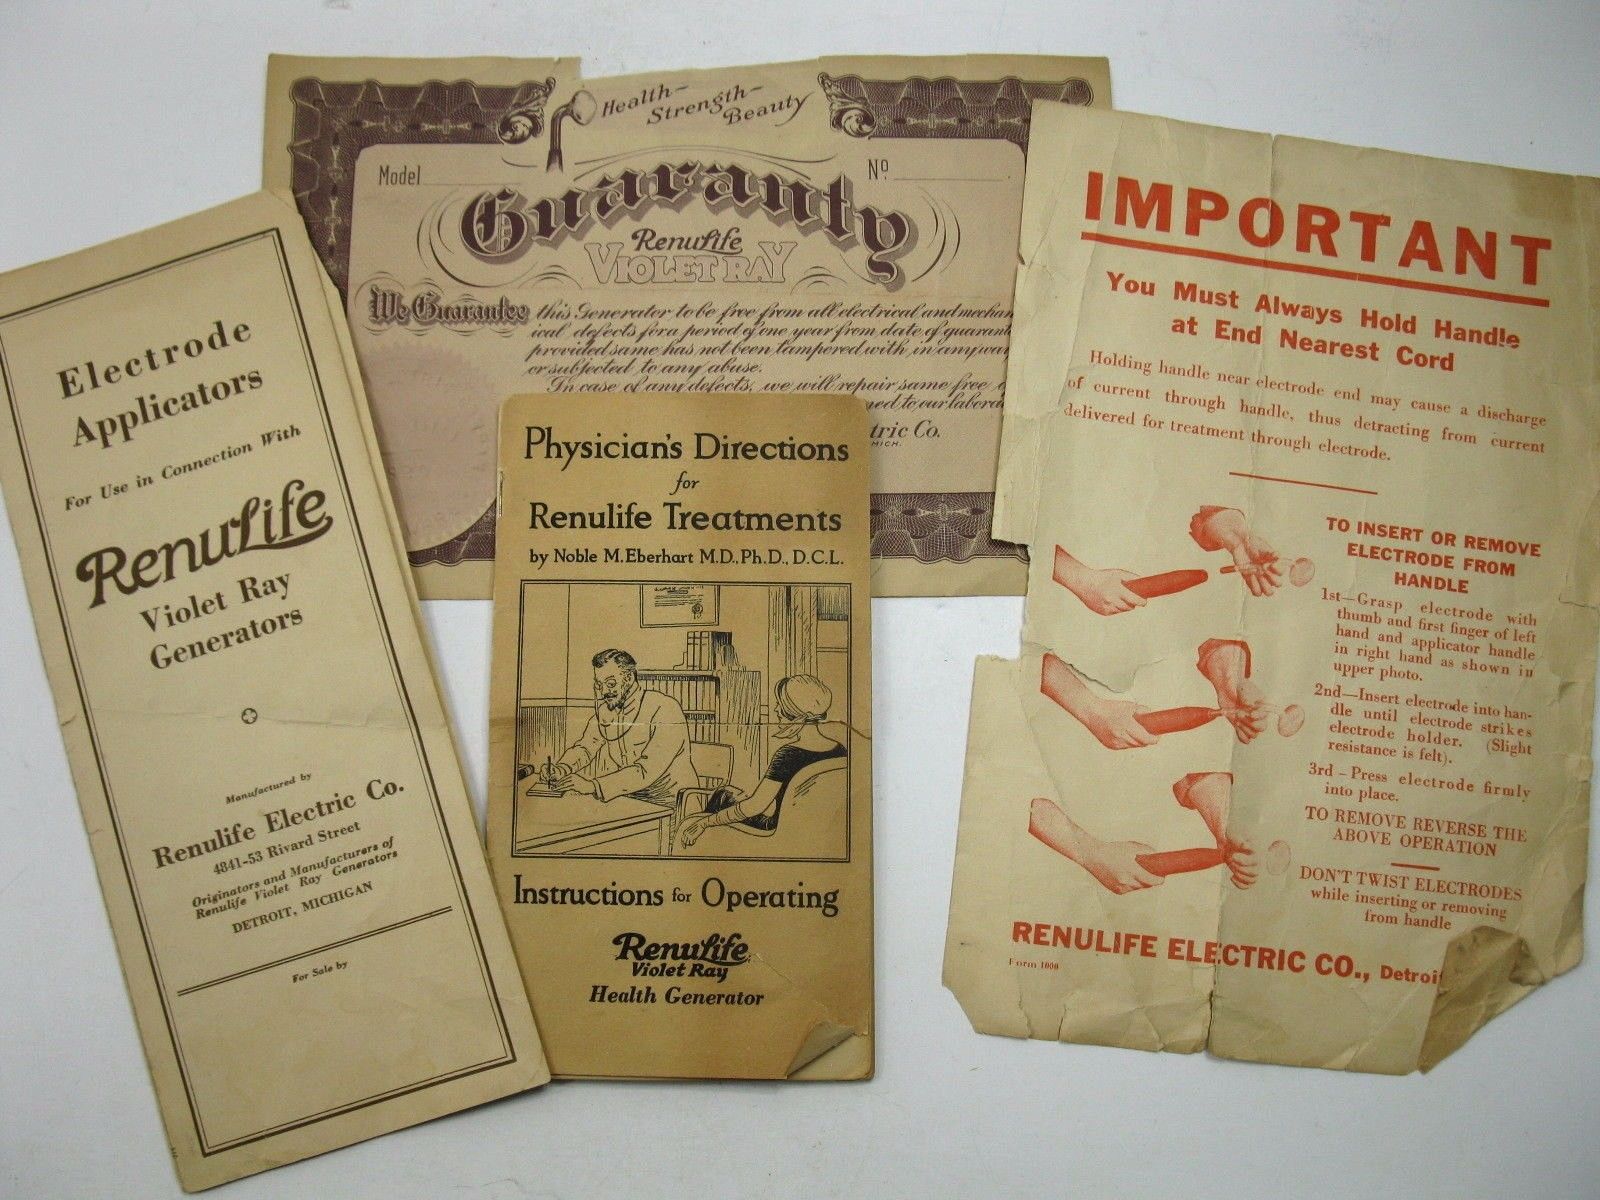 Electrode
Applicators
For Use in Connection With
Renulife
Violet Ray
Generators
Manufactured by
Renulife Electric Co.
4841-53 Rivard Street
Originators and Manufacturers of
Renulife Violet Ray Generators
DETROIT, MICHIGAN
For Sale by
Health-
Strength-
Beauty
Model
No
Guaranty
Renulife
VIOLET RAY
We Guarantee this Generator to be free from all electrical and mechan
ical defects for a period of one year from date of guarant
provided same has not been tampered with, in any way
or subjected to any abuse.
In case of any defects, we will repair same free
ned to our labora
tric Co.
MICH.
Physician's Directions
for
Renulife Treatments
by Noble M. Eberhart M.D., Ph.D., D.C.L.
Instructions for Operating
Renulife
Violet Ray
Health Generator
IMPORTANT
You Must Always Hold Handle
at End Nearest Cord
Holding handle near electrode end may cause a discharge
of current through handle, thus detracting from current
delivered for treatment through electrode.
TO INSERT OR REMOVE
ELECTRODE FROM
HANDLE
1st—Grasp electrode with
thumb and first finger of left
hand and applicator handle
in right hand as shown in
upper photo.
2nd—Insert electrode into han-
dle until electrode strikes
electrode holder. (Slight
resistance is felt).
3rd – Press electrode firmly
into place.
TO REMOVE REVERSE THE
ABOVE OPERATION
DON'T TWIST ELECTRODES
while inserting or removing
from handle
RENULIFE ELECTRIC CO., Detroit
Form 1000